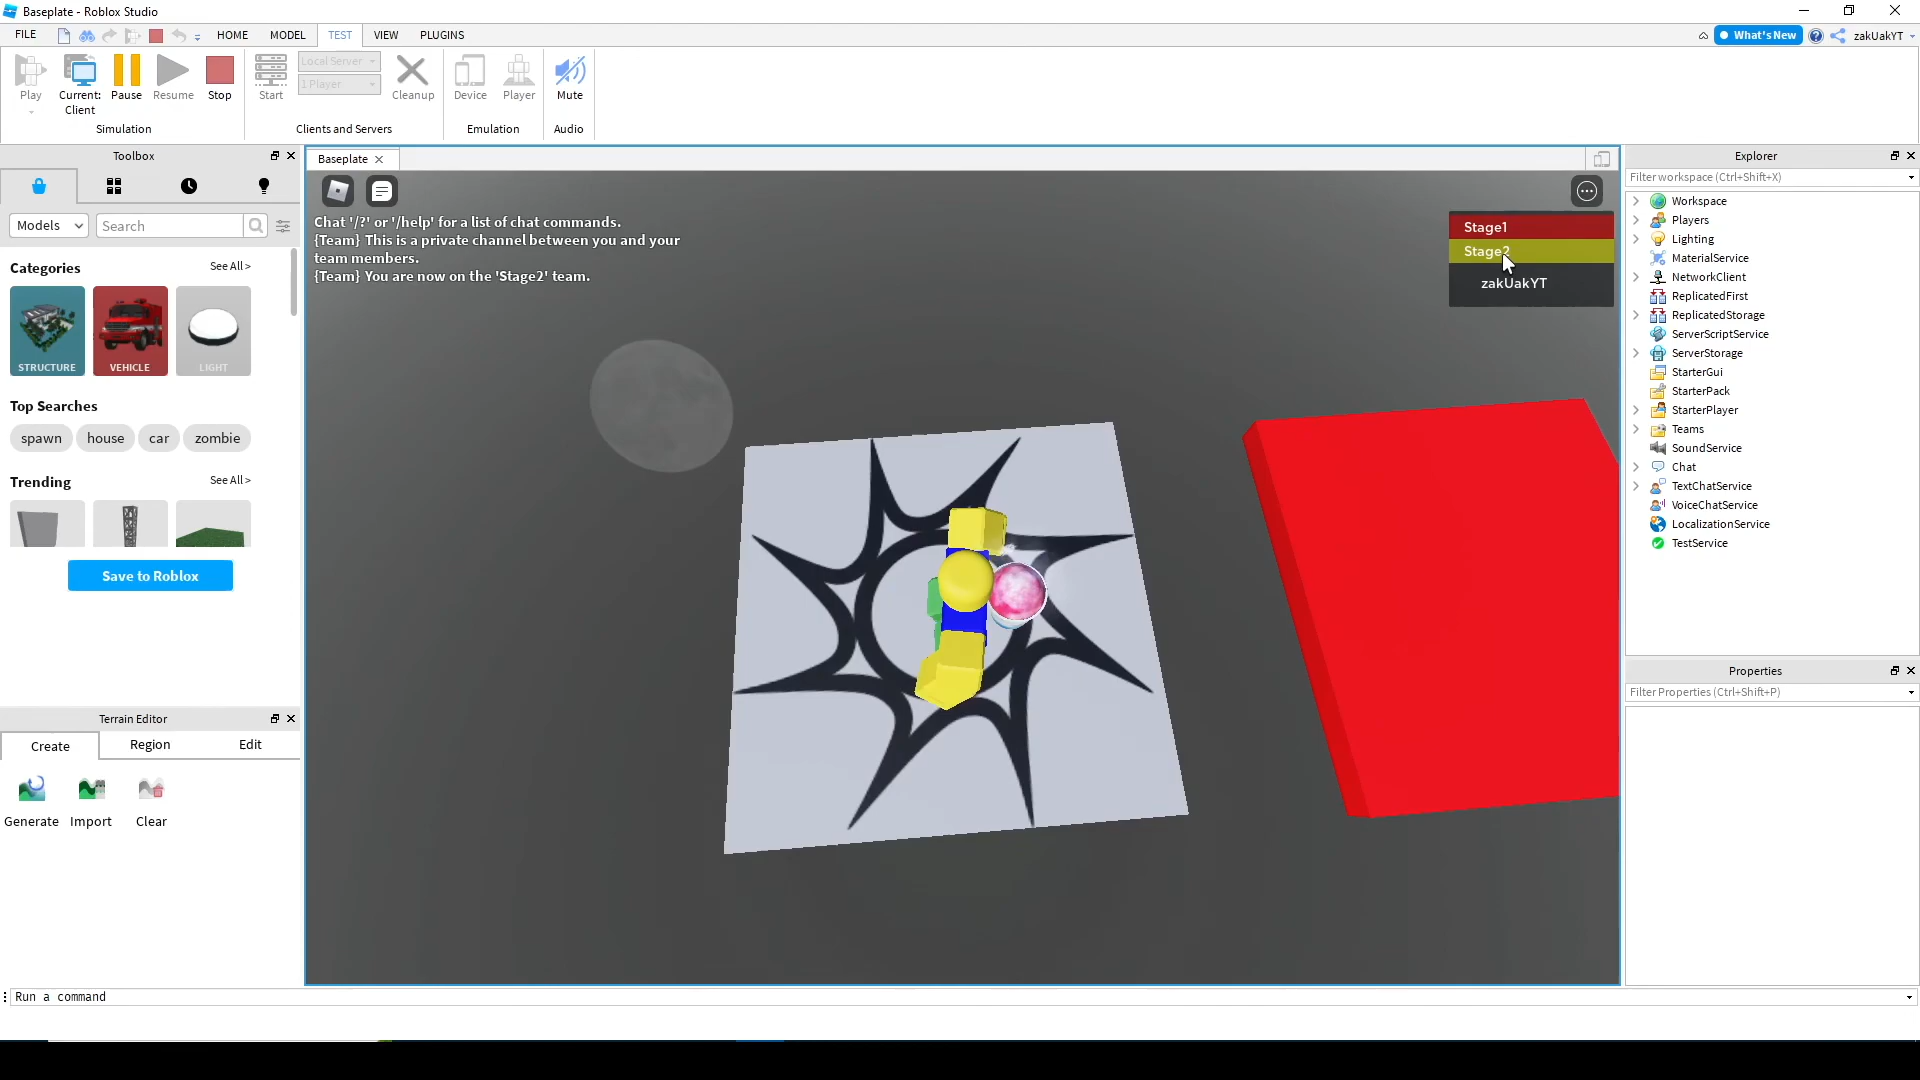 Baseplate - Roblox Studio
FILE
HOME
MODEL
TEST
VIEW
PLUGINS
What's New
zakUakYT
Play
Current:
Client
Pause
Resume
Stop
Simulation
Start
Local Server
1 Player
Cleanup
Clients and Servers
Device
Player
Emulation
Mute
Audio
Toolbox
Models
Search
Categories
See All >
STRUCTURE
VEHICLE
LIGHT
Top Searches
spawn
house
car
zombie
Trending
See All >
Save to Roblox
Terrain Editor
Create
Region
Edit
Generate
Import
Clear
Baseplate
Chat '/?' or '/help' for a list of chat commands.
{Team} This is a private channel between you and your
team members.
{Team} You are now on the 'Stage2' team.
Stage1
Stage2
zakUakYT
Explorer
Filter workspace (Ctrl+Shift+X)
Workspace
Players
Lighting
MaterialService
NetworkClient
ReplicatedFirst
ReplicatedStorage
ServerScriptService
ServerStorage
StarterGui
StarterPack
StarterPlayer
Teams
SoundService
Chat
TextChatService
VoiceChatService
LocalizationService
TestService
Properties
Filter Properties (Ctrl+Shift+P)
Run a command